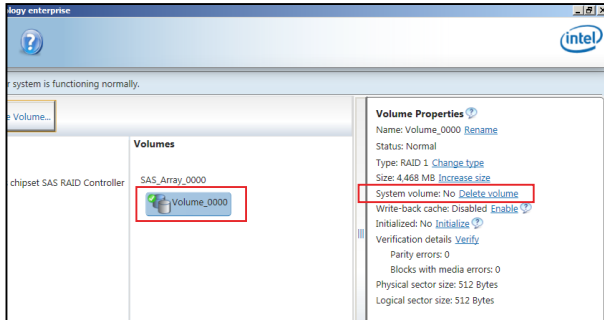 ology enterprise
intel
r system is functioning normally.
e Volume...
Volumes
chipset SAS RAID Controller
SAS_Array_0000
Volume_0000
Volume Properties
Name: Volume_0000 Rename
Status: Normal
Type: RAID 1 Change type
Size: 4,468 MB Increase size
System volume: No Delete volume
Write-back cache: Disabled Enable
Initialized: No Initialize
Verification details Verify
Parity errors: 0
Blocks with media errors: 0
Physical sector size: 512 Bytes
Logical sector size: 512 Bytes